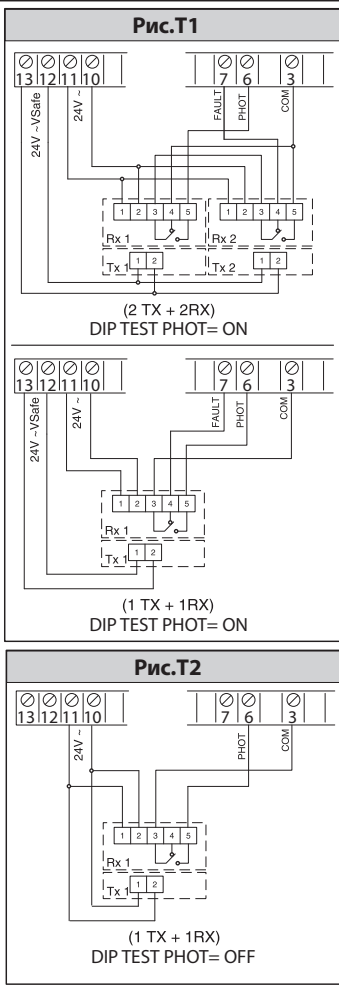 Рис.T1
13 12 11 10 7 6 3
24V ~VSafe
24V ~
FAULT
PHOT
COM
1 2 3 4 5 1 2 3 4 5
Rx 1 Rx 2
1 2 1 2
Tx 1 Tx 2
(2 TX + 2RX)
DIP TEST PHOT= ON
13 12 11 10 7 6 3
24V ~VSafe
24V ~
FAULT
PHOT
COM
1 2 3 4 5
Rx 1
1 2
Tx 1
(1 TX + 1RX)
DIP TEST PHOT= ON
Рис.T2
13 12 11 10 7 6 3
24V ~
PHOT
COM
1 2 3 4 5
Rx 1
1 2
Tx 1
(1 TX + 1RX)
DIP TEST PHOT= OFF